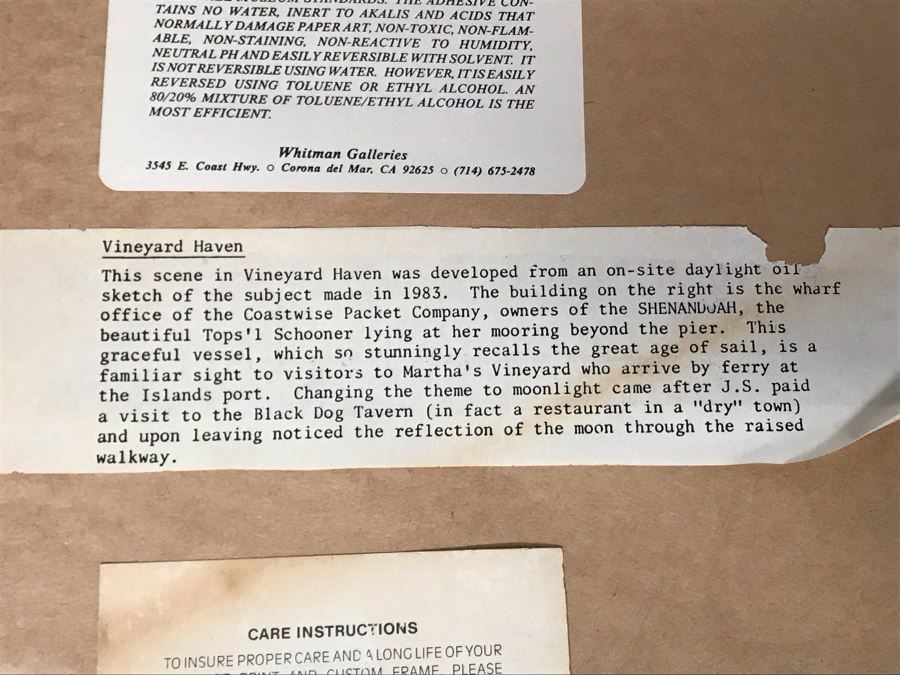 MUSEUM STANDARDS. THE ADHESIVE CON-
TAINS NO WATER, INERT TO AKALIS AND ACIDS THAT
NORMALLY DAMAGE PAPER ART, NON-TOXIC, NON-FLAM-
ABLE, NON-STAINING, NON-REACTIVE TO HUMIDITY,
NEUTRAL PH AND EASILY REVERSIBLE WITH SOLVENT. IT
IS NOT REVERSIBLE USING WATER. HOWEVER, IT IS EASILY
REVERSED USING TOLUENE OR ETHYL ALCOHOL. AN
80/20% MIXTURE OF TOLUENE/ETHYL ALCOHOL IS THE
MOST EFFICIENT.
Whitman Galleries
3545 E. Coast Hwy. o Corona del Mar, CA 92625 o (714) 675-2478
Vineyard Haven
This scene in Vineyard Haven was developed from an on-site daylight oil
sketch of the subject made in 1983. The building on the right is the wharf
office of the Coastwise Packet Company, owners of the SHENANDOAH, the
beautiful Tops'l Schooner lying at her mooring beyond the pier. This
graceful vessel, which so stunningly recalls the great age of sail, is a
familiar sight to visitors to Martha's Vineyard who arrive by ferry at
the Islands port. Changing the theme to moonlight came after J.S. paid
a visit to the Black Dog Tavern (in fact a restaurant in a "dry" town)
and upon leaving noticed the reflection of the moon through the raised
walkway.
CARE INSTRUCTIONS
TO INSURE PROPER CARE AND A LONG LIFE OF YOUR
PRINT AND CUSTOM FRAME, PLEASE